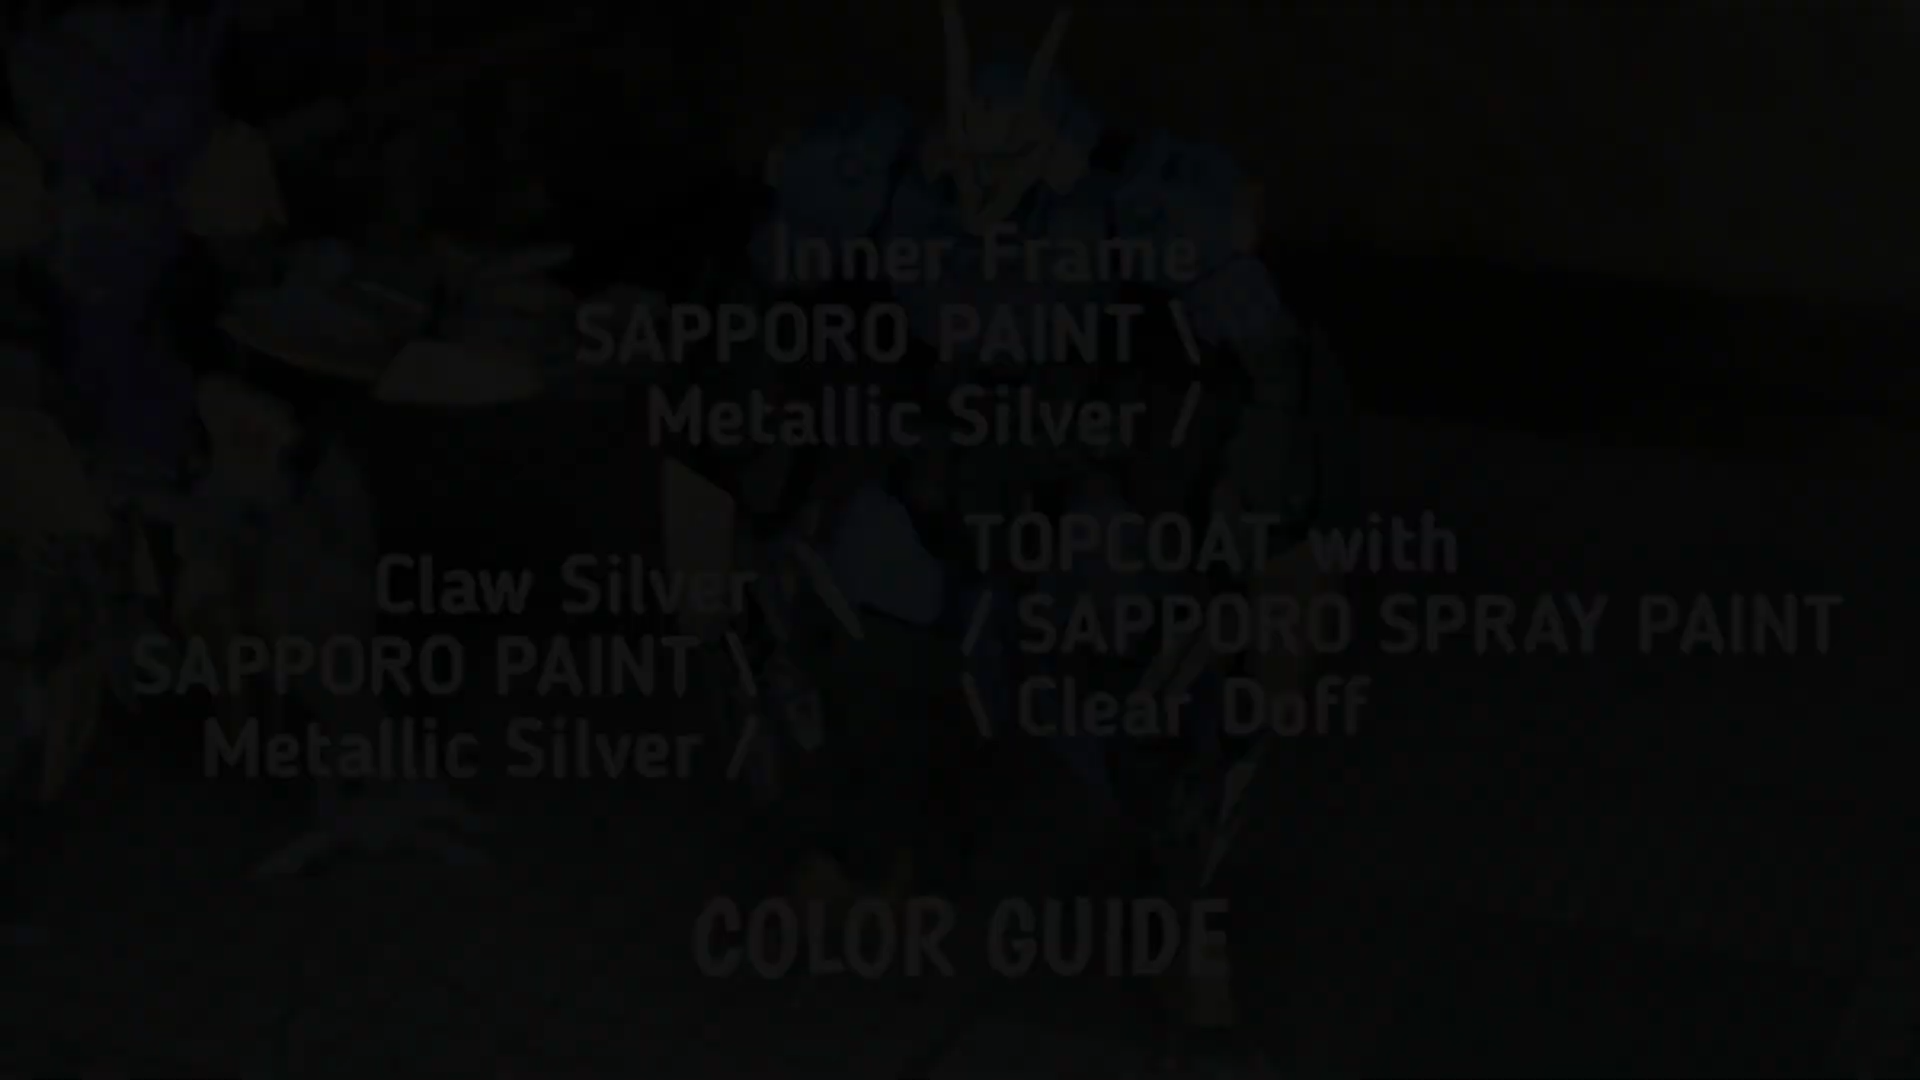 Inner Frame
SAPPORO PAINT \
Metallic Silver /
Claw Silver
SAPPORO PAINT \
Metallic Silver /
TOPCOAT with
/ SAPPORO SPRAY PAINT
\ Clear Doff
COLOR GUIDE